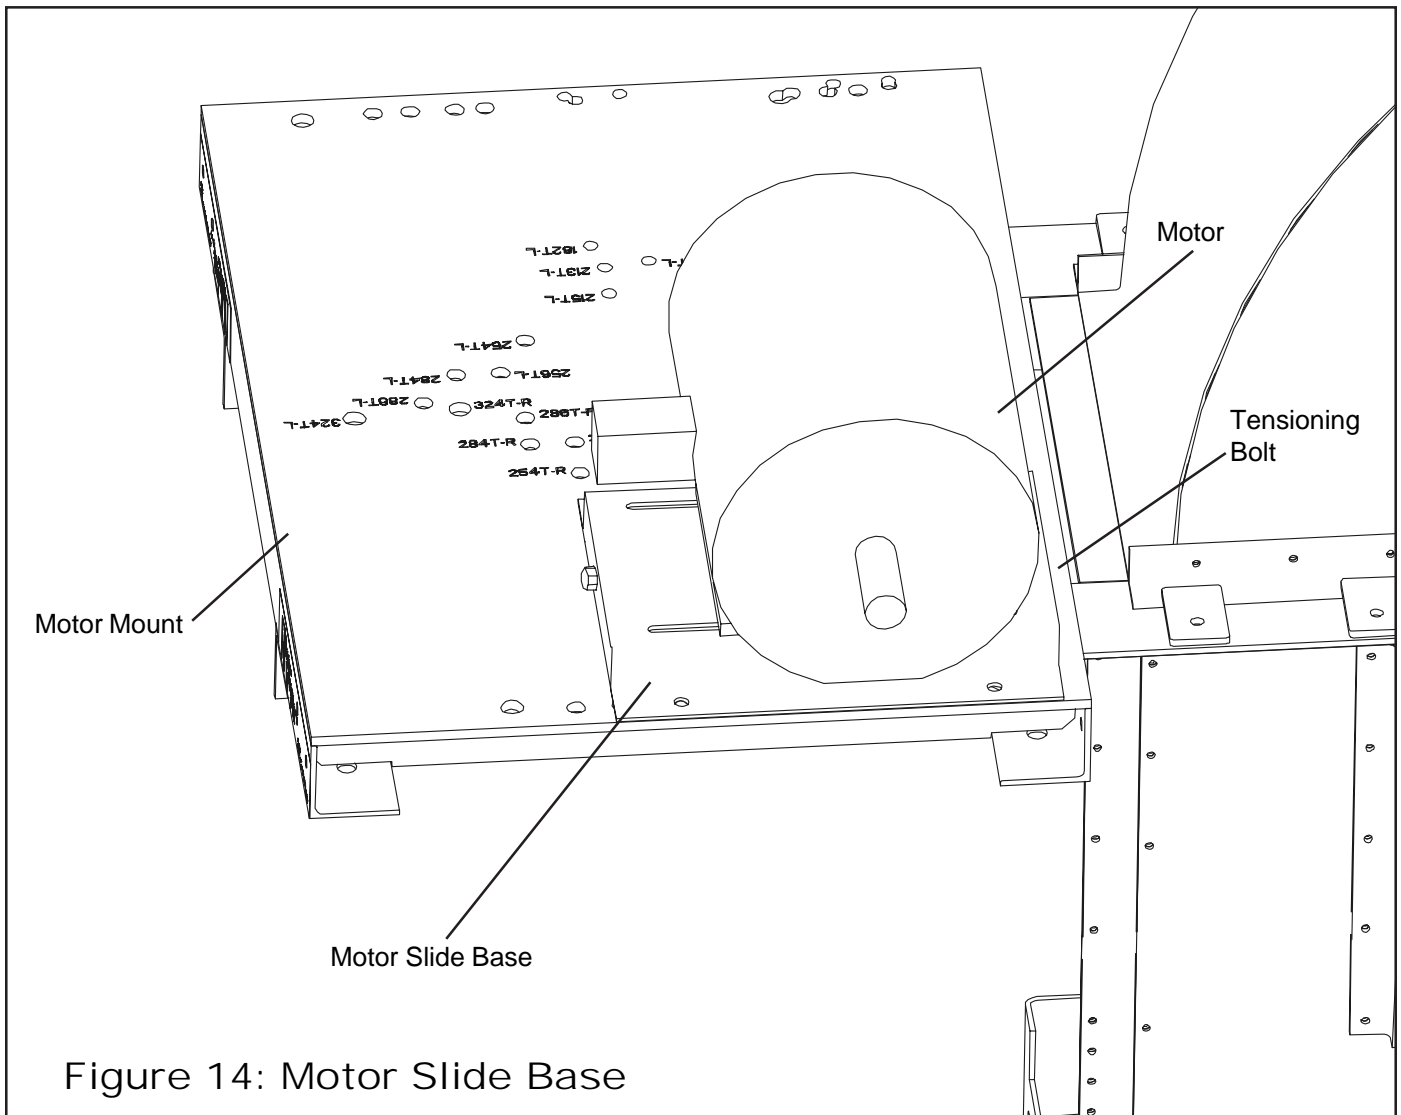 Motor
Tensioning
Bolt
182T-L
213T-L
215T-L
254T-L
256T-L
284T-L
286T-L
324T-R
324T-L
284T-R
254T-R
Motor Mount
Motor Slide Base
Figure 14: Motor Slide Base